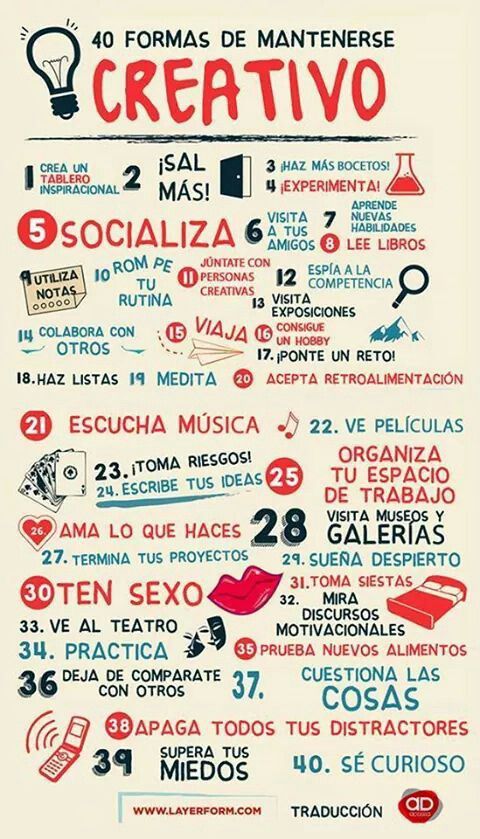 40 FORMAS DE MANTENERSE
CREATIVO
1 CREA UN
TABLERO
INSPIRACIONAL
2 ¡SAL
MÁS!
3 ¡HAZ MÁS BOCETOS!
4 ¡EXPERIMENTA!
5 SOCIALIZA
6 VISITA
A TUS
AMIGOS
7 APRENDE
NUEVAS
HABILIDADES
8 LEE LIBROS
9 UTILIZA
NOTAS
10 ROM PE
TU
RUTINA
11 JÚNTATE CON
PERSONAS
CREATIVAS
12 ESPÍA A LA
COMPETENCIA
13 VISITA
EXPOSICIONES
14 COLABORA CON
OTROS
15 VIAJA
16 CONSIGUE
UN HOBBY
17. ¡PONTE UN RETO!
18. HAZ LISTAS
19 MEDITA
20 ACEPTA RETROALIMENTACIÓN
21 ESCUCHA MÚSICA
22. VE PELÍCULAS
23. ¡TOMA RIESGOS!
24. ESCRIBE TUS IDEAS
25 ORGANIZA
TU ESPACIO
DE TRABAJO
26. AMA LO QUE HACES
27. TERMINA TUS PROYECTOS
28 VISITA MUSEOS Y
GALERÍAS
29. SUEÑA DESPIERTO
30 TEN SEXO
31. TOMA SIESTAS
32. MIRA
DISCURSOS
MOTIVACIONALES
33. VE AL TEATRO
34. PRACTICA
35 PRUEBA NUEVOS ALIMENTOS
36 DEJA DE COMPARATE
CON OTROS
37. CUESTIONA LAS
COSAS
38 APAGA TODOS TUS DISTRACTORES
39 SUPERA TUS
MIEDOS
40. SÉ CURIOSO
WWW.LAYERFORM.COM
TRADUCCIÓN
AD